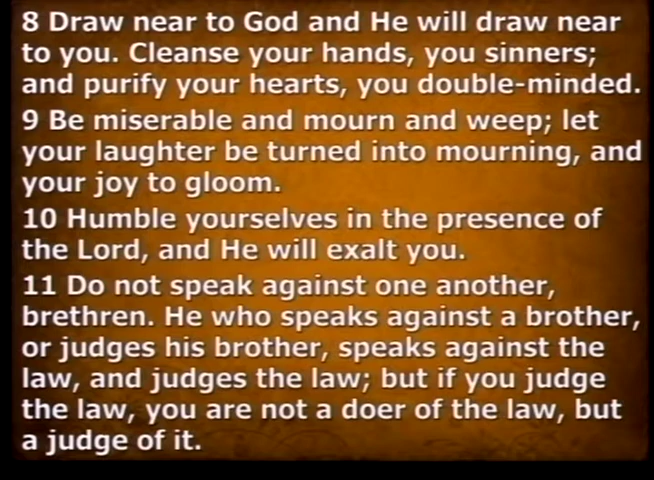 8 Draw near to God and He will draw near
to you. Cleanse your hands, you sinners;
and purify your hearts, you double-minded.
9 Be miserable and mourn and weep; let
your laughter be turned into mourning, and
your joy to gloom.
10 Humble yourselves in the presence of
the Lord, and He will exalt you.
11 Do not speak against one another,
brethren. He who speaks against a brother,
or judges his brother, speaks against the
law, and judges the law; but if you judge
the law, you are not a doer of the law, but
a judge of it.